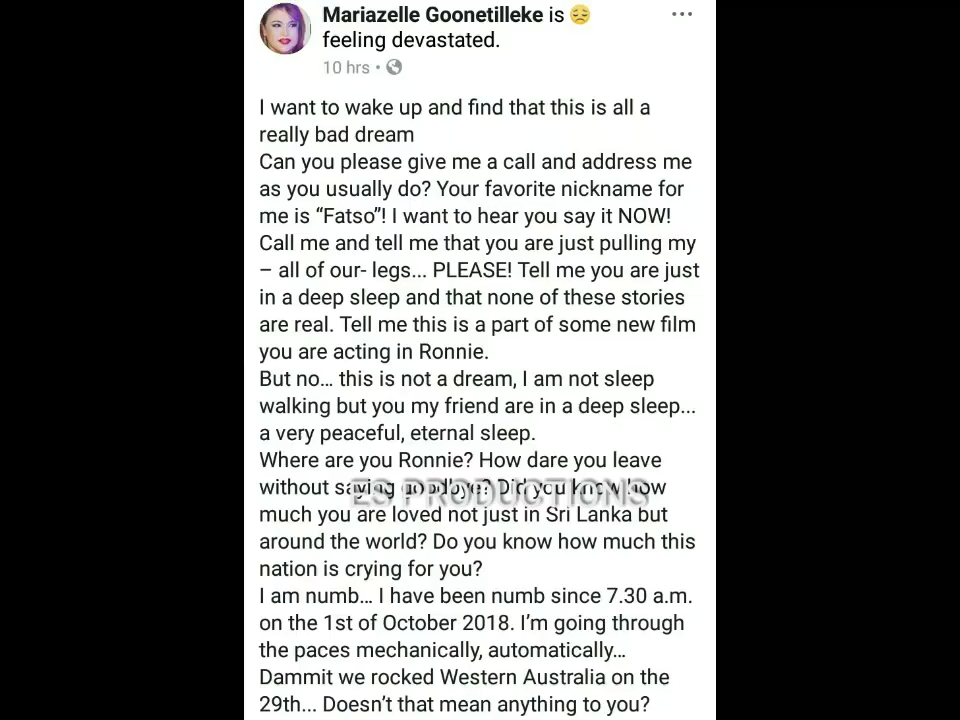 Mariazelle Goonetilleke is 😔
feeling devastated.
10 hrs •
I want to wake up and find that this is all a
really bad dream
Can you please give me a call and address me
as you usually do? Your favorite nickname for
me is “Fatso”! I want to hear you say it NOW!
Call me and tell me that you are just pulling my
– all of our- legs... PLEASE! Tell me you are just
in a deep sleep and that none of these stories
are real. Tell me this is a part of some new film
you are acting in Ronnie.
But no… this is not a dream, I am not sleep
walking but you my friend are in a deep sleep...
a very peaceful, eternal sleep.
Where are you Ronnie? How dare you leave
without saying goodbye? Did you know how
ES PRODUCTIONS
much you are loved not just in Sri Lanka but
around the world? Do you know how much this
nation is crying for you?
I am numb… I have been numb since 7.30 a.m.
on the 1st of October 2018. I’m going through
the paces mechanically, automatically…
Dammit we rocked Western Australia on the
29th... Doesn’t that mean anything to you?